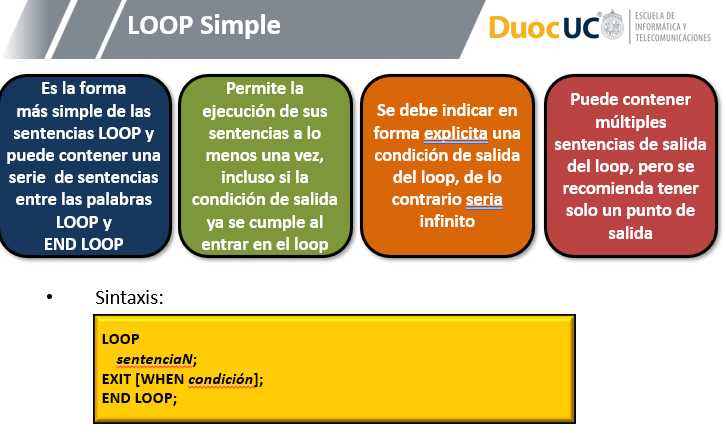 LOOP Simple
DuocUC
ESCUELA DE
INFORMÁTICA Y
TELECOMUNICACIONES
Es la forma
más simple de las
sentencias LOOP y
puede contener una
serie de sentencias
entre las palabras
LOOP y
END LOOP
Permite la
ejecución de sus
sentencias a lo
menos una vez,
incluso si la
condición de salida
ya se cumple al
entrar en el loop
Se debe indicar en
forma explicita una
condición de salida
del loop, de lo
contrario seria
infinito
Puede contener
múltiples
sentencias de salida
del loop, pero se
recomienda tener
solo un punto de
salida
• Sintaxis:
LOOP
sentenciaN;
EXIT [WHEN condición];
END LOOP;